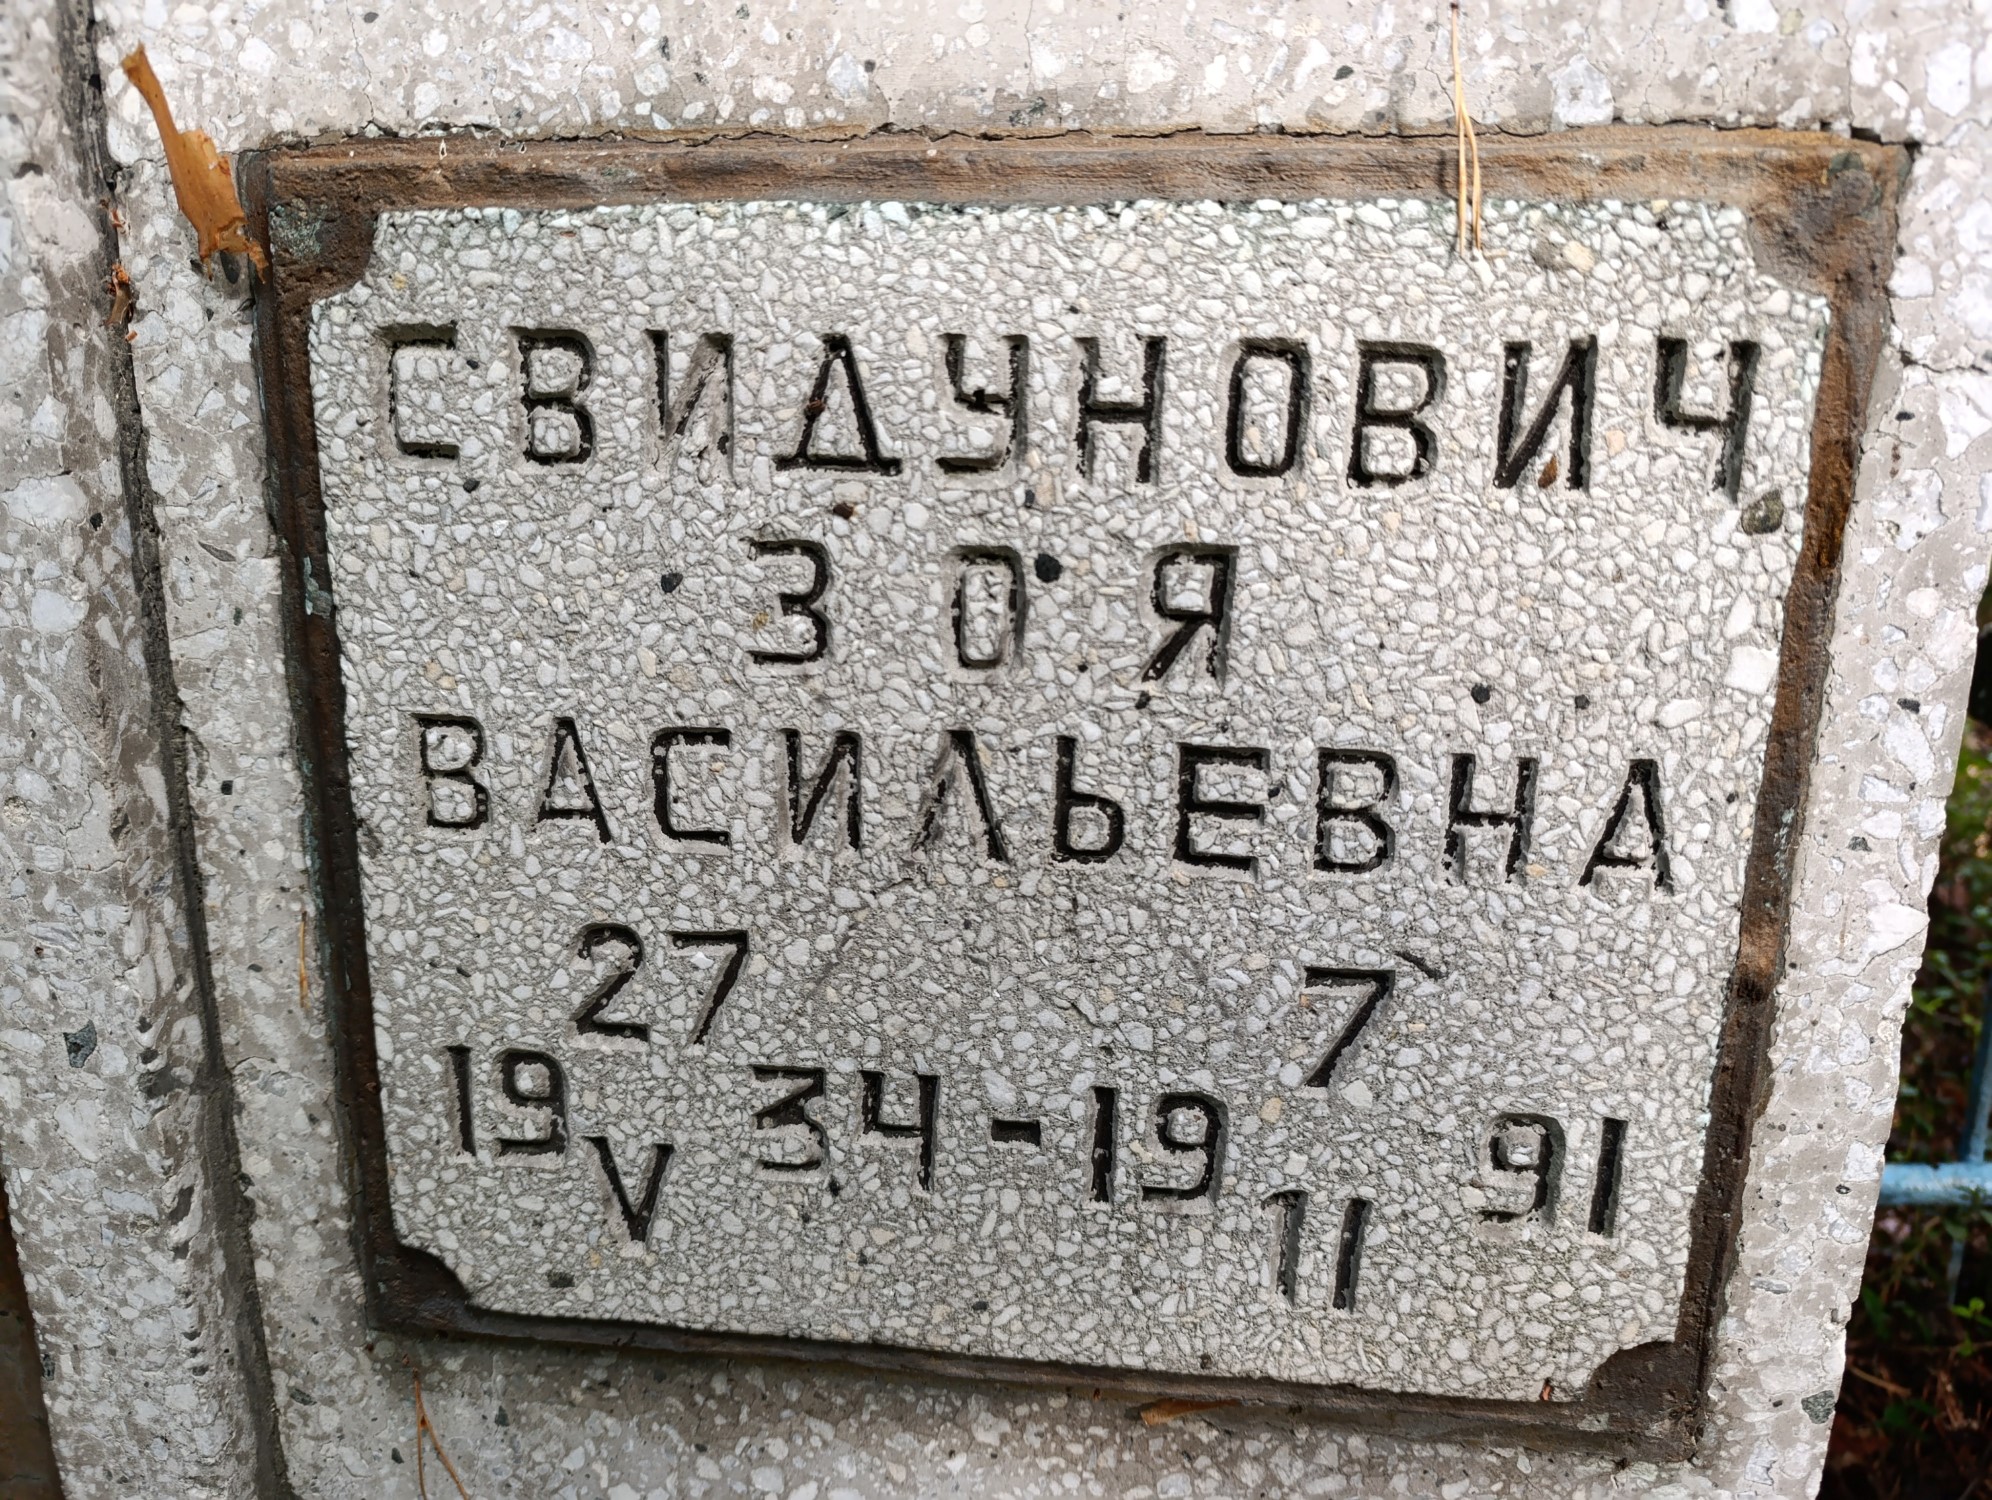 СВИДУНОВИЧ
ЗОЯ
ВАСИЛЬЕВНА
27 7
19 34-19 91
V 11